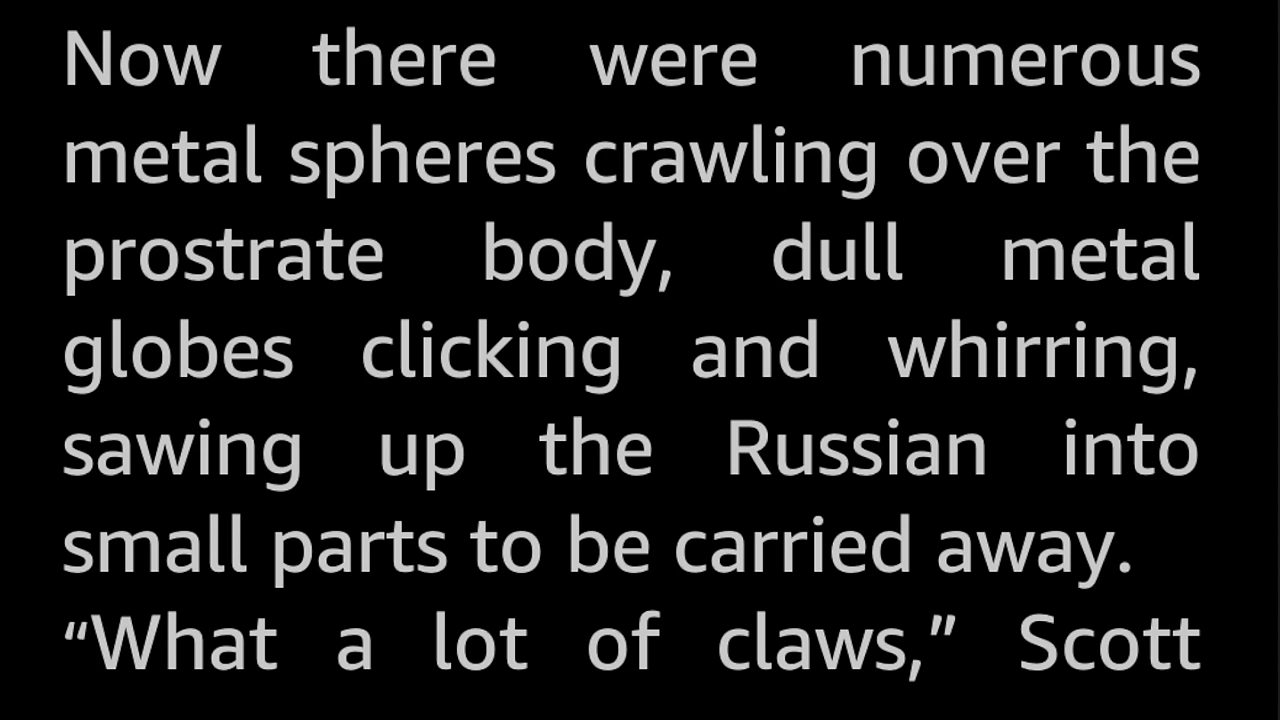 Now there were numerous
metal spheres crawling over the
prostrate body, dull metal
globes clicking and whirring,
sawing up the Russian into
small parts to be carried away.
“What a lot of claws,” Scott